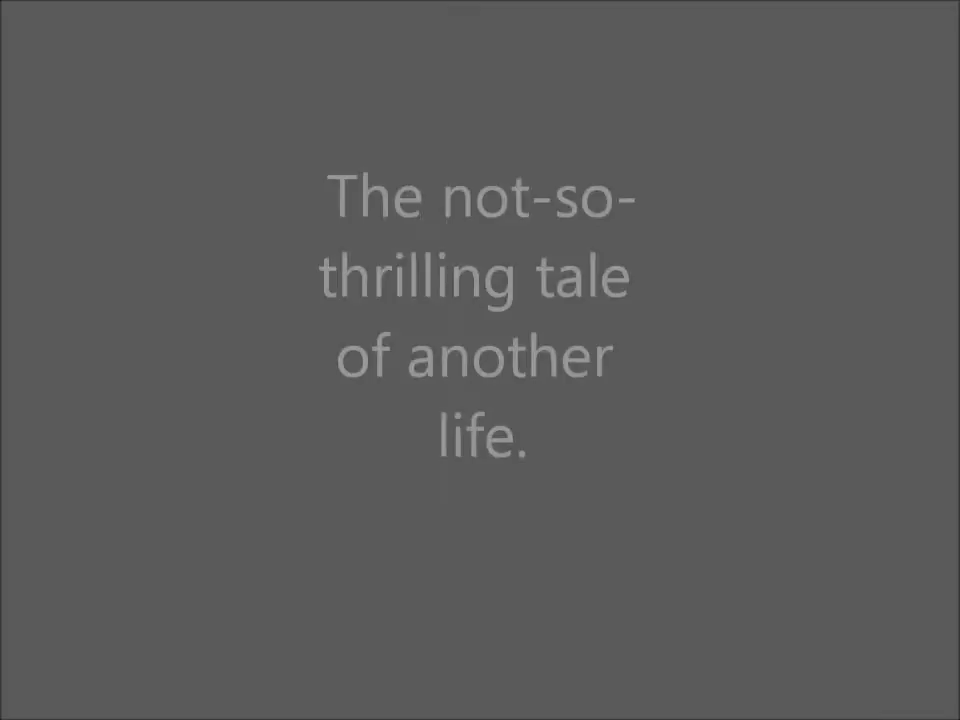 The not-so-
thrilling tale
of another
life.